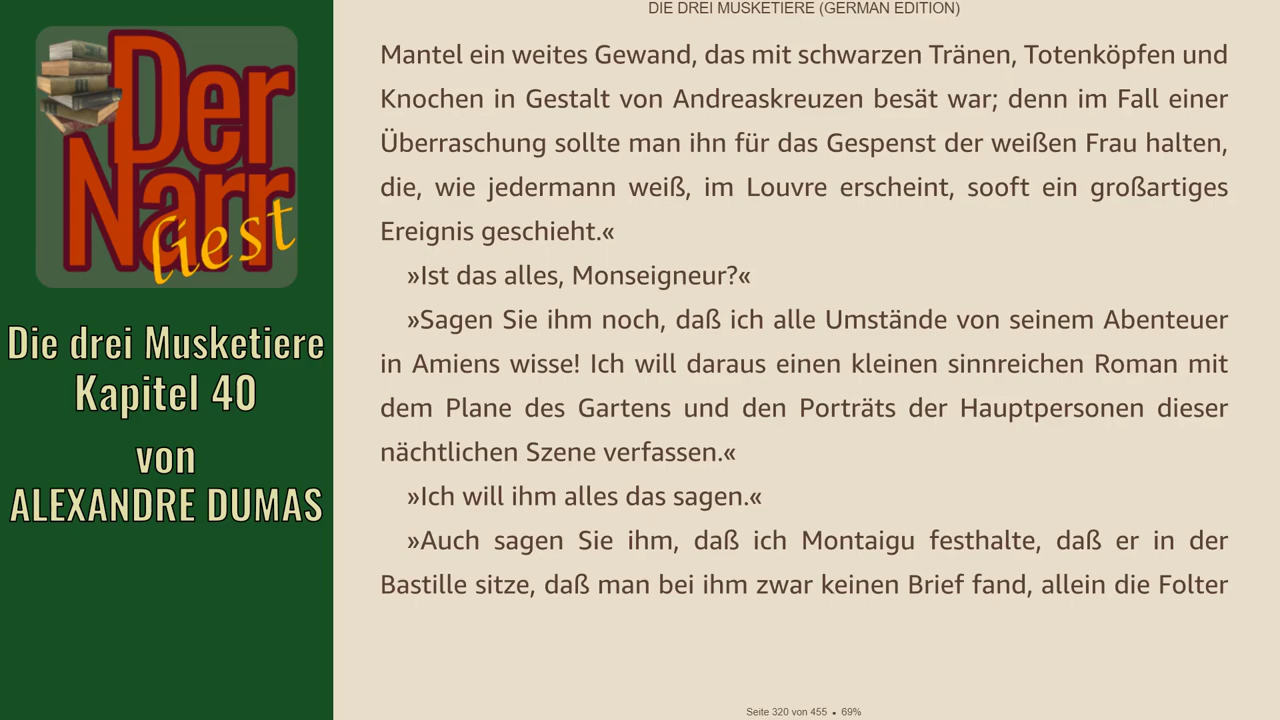 Der
Narr
liest
Die drei Musketiere
Kapitel 40
von
ALEXANDRE DUMAS
DIE DREI MUSKETIERE (GERMAN EDITION)
Mantel ein weites Gewand, das mit schwarzen Tränen, Totenköpfen und
Knochen in Gestalt von Andreaskreuzen besät war; denn im Fall einer
Überraschung sollte man ihn für das Gespenst der weißen Frau halten,
die, wie jedermann weiß, im Louvre erscheint, sooft ein großartiges
Ereignis geschieht.«
»Ist das alles, Monseigneur?«
»Sagen Sie ihm noch, daß ich alle Umstände von seinem Abenteuer
in Amiens wisse! Ich will daraus einen kleinen sinnreichen Roman mit
dem Plane des Gartens und den Porträts der Hauptpersonen dieser
nächtlichen Szene verfassen.«
»Ich will ihm alles das sagen.«
»Auch sagen Sie ihm, daß ich Montaigu festhalte, daß er in der
Bastille sitze, daß man bei ihm zwar keinen Brief fand, allein die Folter
Seite 320 von 455 • 69%